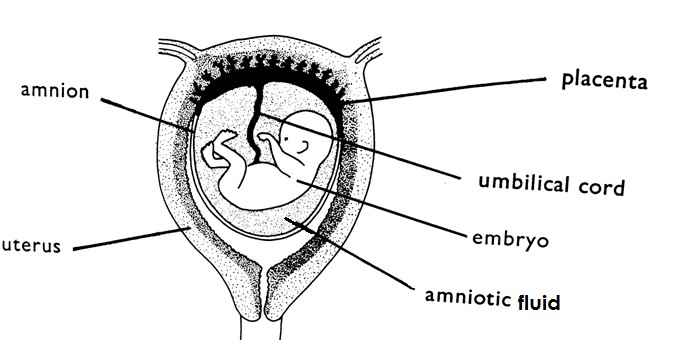 placenta
amnion
umbilical cord
embryo
uterus
amniotic fluid